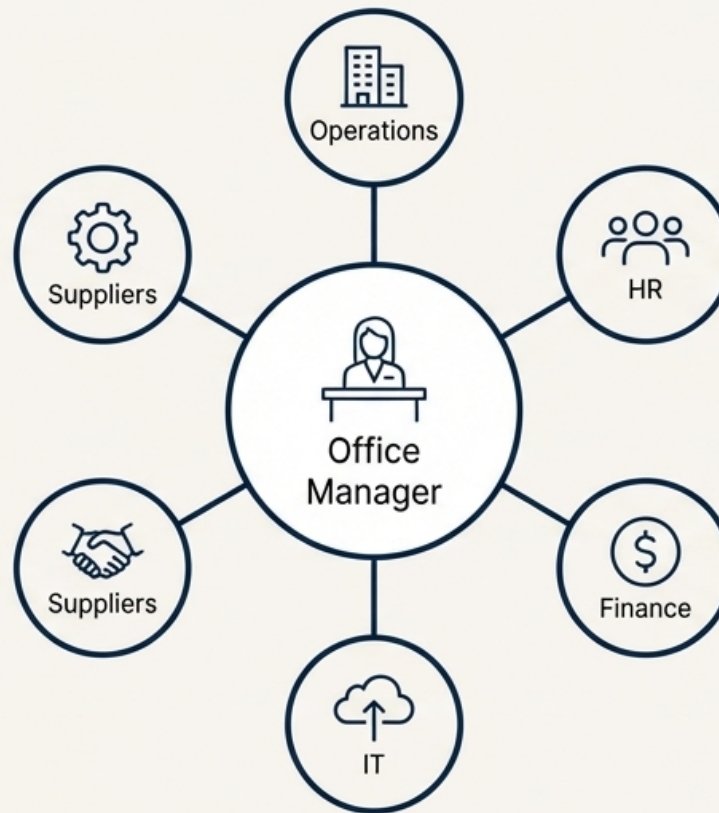 Operations
Suppliers
HR
Office
Manager
Suppliers
$
Finance
IT